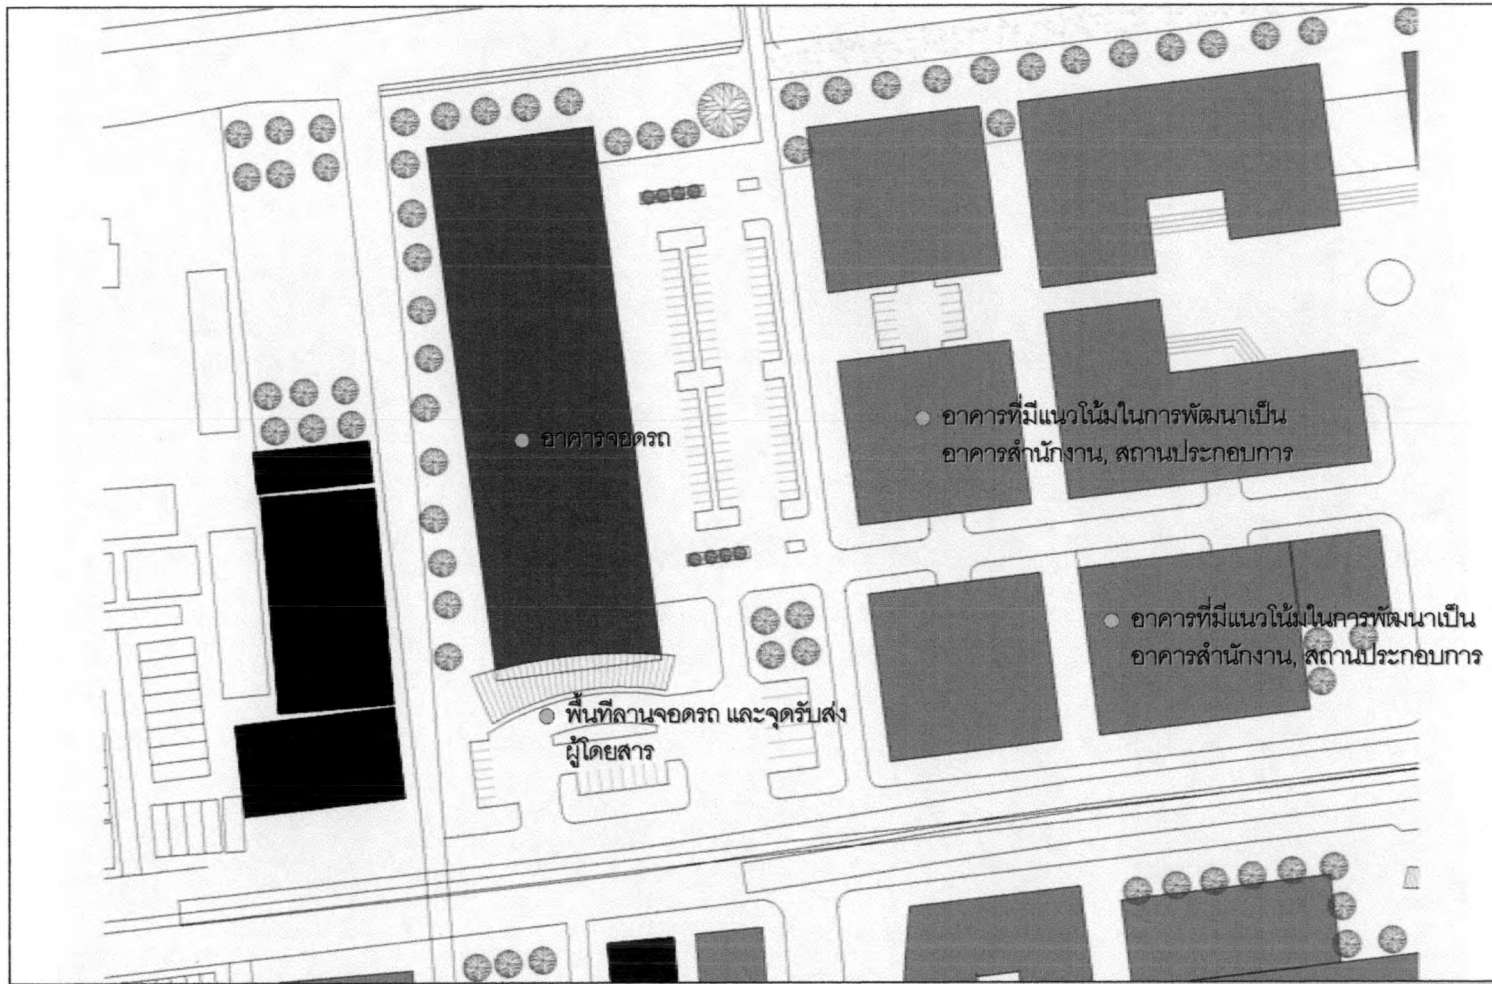 อาคารจอดรถ
อาคารที่มีแนวโน้มในการพัฒนาเป็น
อาคารสำนักงาน, สถานประกอบการ
อาคารที่มีแนวโน้มในการพัฒนาเป็น
อาคารสำนักงาน, สถานประกอบการ
พื้นที่ลานจอดรถ และจุดรับส่ง
ผู้โดยสาร